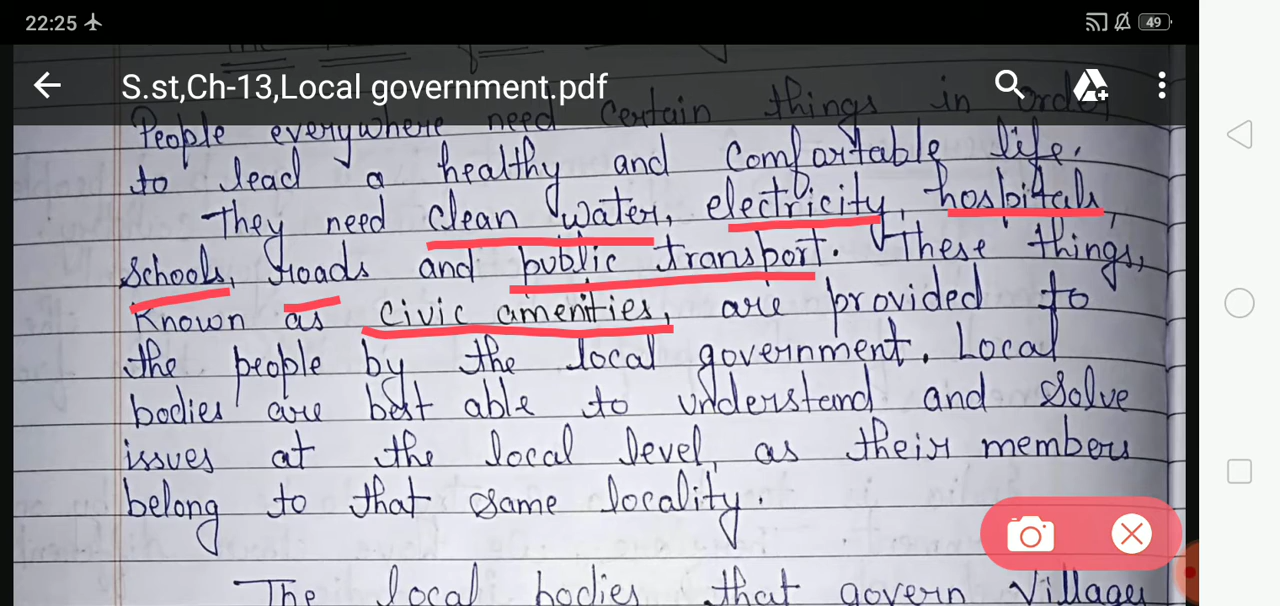 22:25
49
S.st,Ch-13,Local government.pdf
People everywhere need certain things in order
to lead a healthy and comfortable life.
They need clean water, electricity, hospitals,
schools, roads and public transport. These things,
known as civic amenities, are provided to
the people by the local government. Local
bodies are best able to understand and solve
issues at the local level, as their members
belong to that same locality.
The local bodies that govern villages